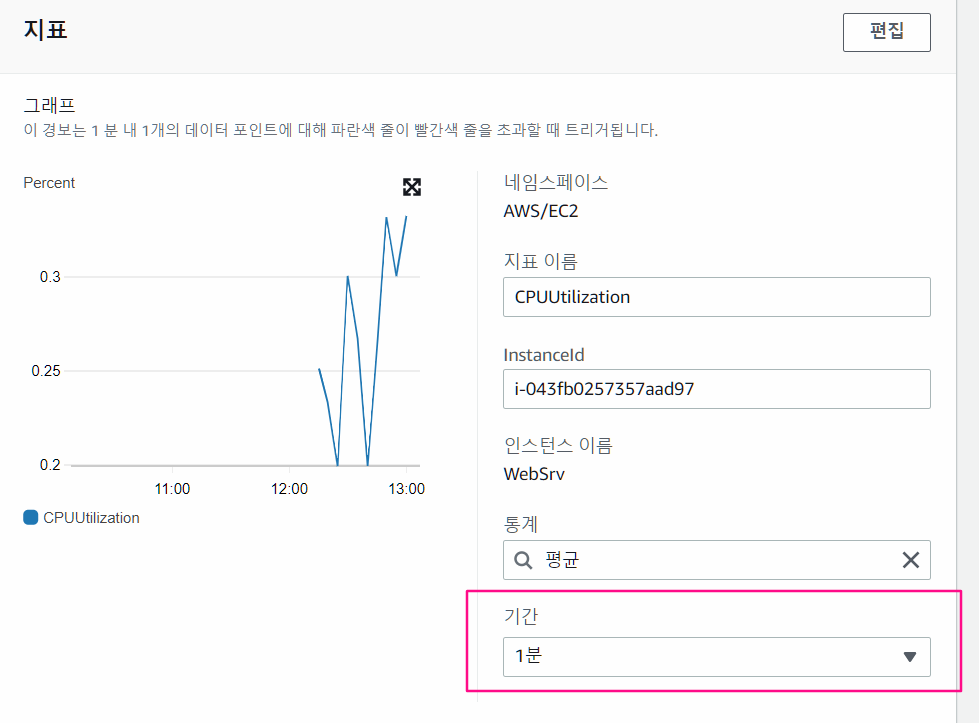 지표
편집
그래프
이 경보는 1 분 내 1개의 데이터 포인트에 대해 파란색 줄이 빨간색 줄을 초과할 때 트리거됩니다.
Percent
0.3
0.25
0.2
11:00 12:00 13:00
CPUUtilization
네임스페이스
AWS/EC2
지표 이름
CPUUtilization
InstanceId
i-043fb0257357aad97
인스턴스 이름
WebSrv
통계
평균
기간
1분